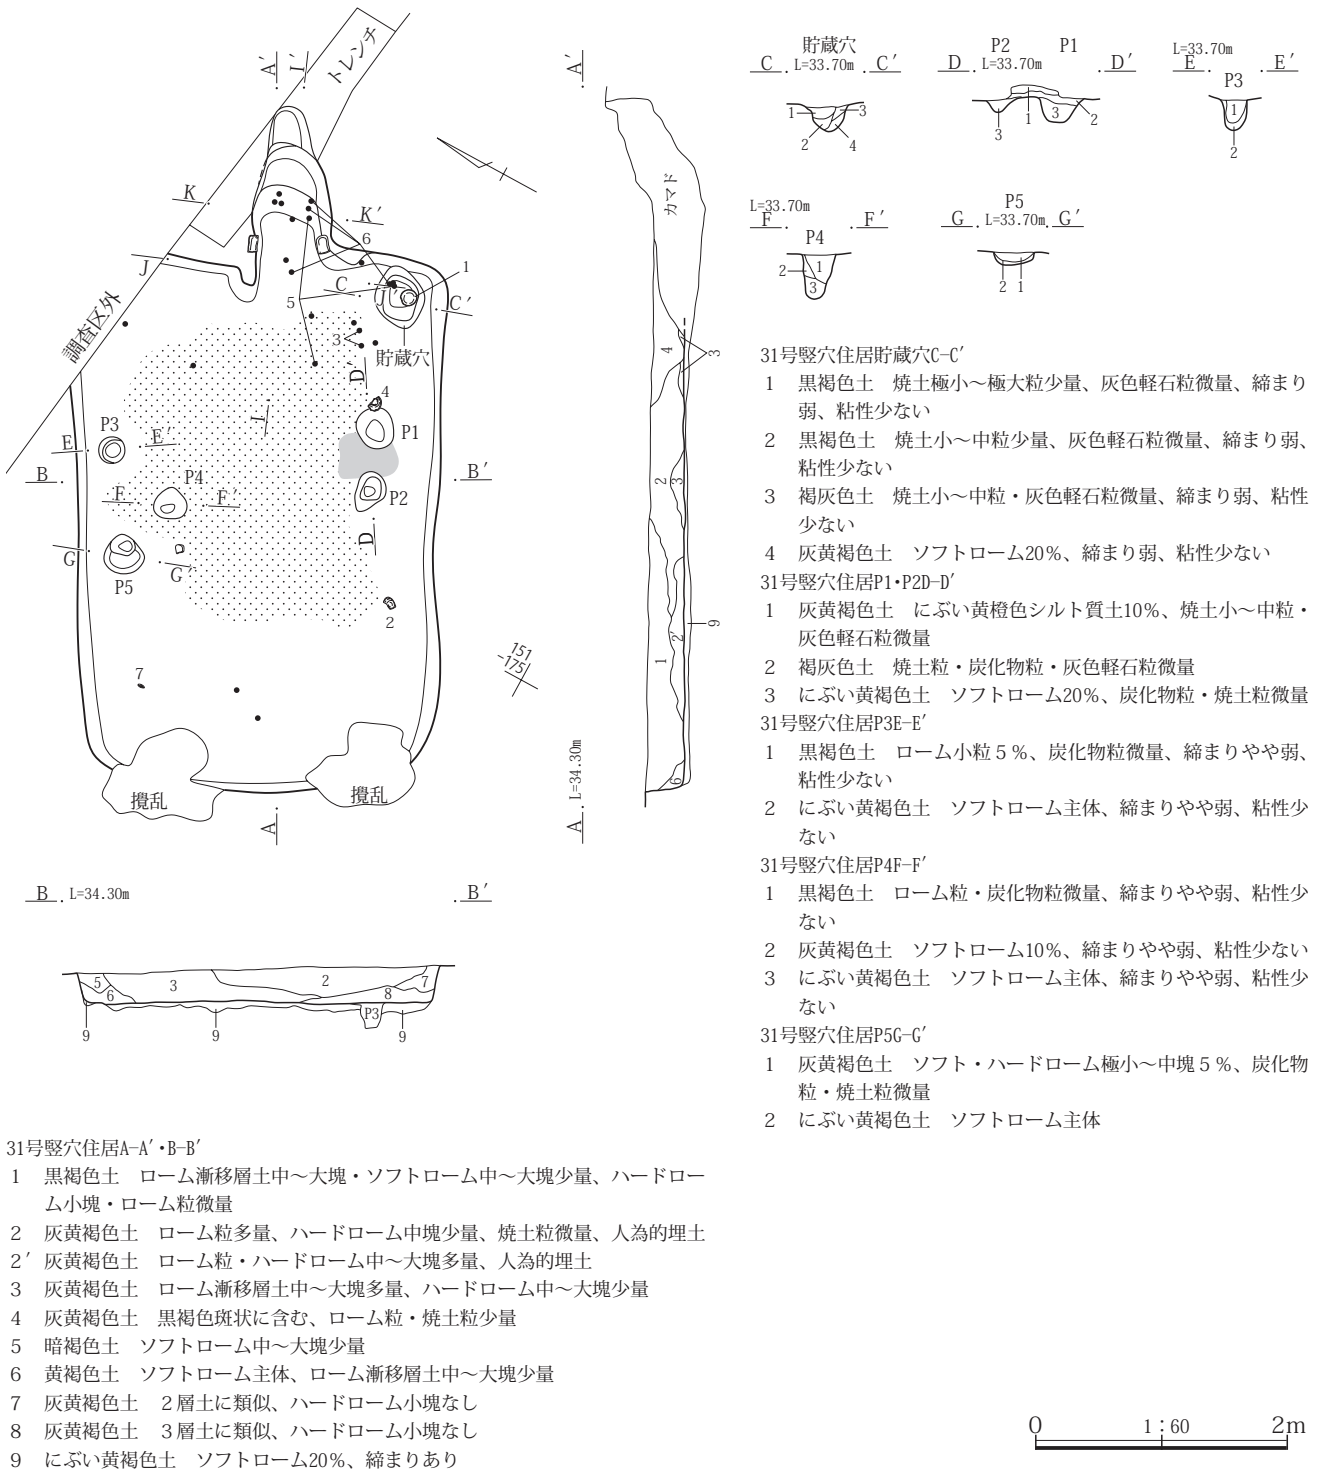 A′
I′
トレンチ
K
K′
6
J
1
C
J′
C′
5
調査区外
3
貯蔵穴
D′
4
I
P3
E
E′
P1
B
B′
P4
F
F′
P2
D
G
G′
P5
2
7
151
-175
攪乱
攪乱
A
A′
カマド
4
3
2
3
2′
9
1
6
A
L=34.30m
B
L=34.30m
B′
5
6
3
2
7
8
P3
9
9
9
貯蔵穴
C L=33.70m C′
1
3
2
4
P2 P1
D L=33.70m D′
3
1
3
2
L=33.70m
E E′
P3
1
2
L=33.70m
F F′
P4
2
1
3
P5
G L=33.70m G′
2 1
31号竪穴住居貯蔵穴C-C′
1 黒褐色土　焼土極小～極大粒少量、灰色軽石粒微量、締まり
弱、粘性少ない
2 黒褐色土　焼土小～中粒少量、灰色軽石粒微量、締まり弱、
粘性少ない
3 褐灰色土　焼土小～中粒・灰色軽石粒微量、締まり弱、粘性
少ない
4 灰黄褐色土　ソフトローム20％、締まり弱、粘性少ない
31号竪穴住居P1・P2D-D′
1 灰黄褐色土　にぶい黄橙色シルト質土10％、焼土小～中粒・
灰色軽石粒微量
2 褐灰色土　焼土粒・炭化物粒・灰色軽石粒微量
3 にぶい黄褐色土　ソフトローム20％、炭化物粒・焼土粒微量
31号竪穴住居P3E-E′
1 黒褐色土　ローム小粒５％、炭化物粒微量、締まりやや弱、
粘性少ない
2 にぶい黄褐色土　ソフトローム主体、締まりやや弱、粘性少
ない
31号竪穴住居P4F-F′
1 黒褐色土　ローム粒・炭化物粒微量、締まりやや弱、粘性少
ない
2 灰黄褐色土　ソフトローム10％、締まりやや弱、粘性少ない
3 にぶい黄褐色土　ソフトローム主体、締まりやや弱、粘性少
ない
31号竪穴住居P5G-G′
1 灰黄褐色土　ソフト・ハードローム極小～中塊５％、炭化物
粒・焼土粒微量
2 にぶい黄褐色土　ソフトローム主体
31号竪穴住居A-A′・B-B′
1 黒褐色土　ローム漸移層土中～大塊・ソフトローム中～大塊少量、ハードロー
ム小塊・ローム粒微量
2 灰黄褐色土　ローム粒多量、ハードローム中塊少量、焼土粒微量、人為的埋土
2′ 灰黄褐色土　ローム粒・ハードローム中～大塊多量、人為的埋土
3 灰黄褐色土　ローム漸移層土中～大塊多量、ハードローム中～大塊少量
4 灰黄褐色土　黒褐色斑状に含む、ローム粒・焼土粒少量
5 暗褐色土　ソフトローム中～大塊少量
6 黄褐色土　ソフトローム主体、ローム漸移層土中～大塊少量
7 灰黄褐色土　２層土に類似、ハードローム小塊なし
8 灰黄褐色土　３層土に類似、ハードローム小塊なし
9 にぶい黄褐色土　ソフトローム20％、締まりあり
0 1：60 2m